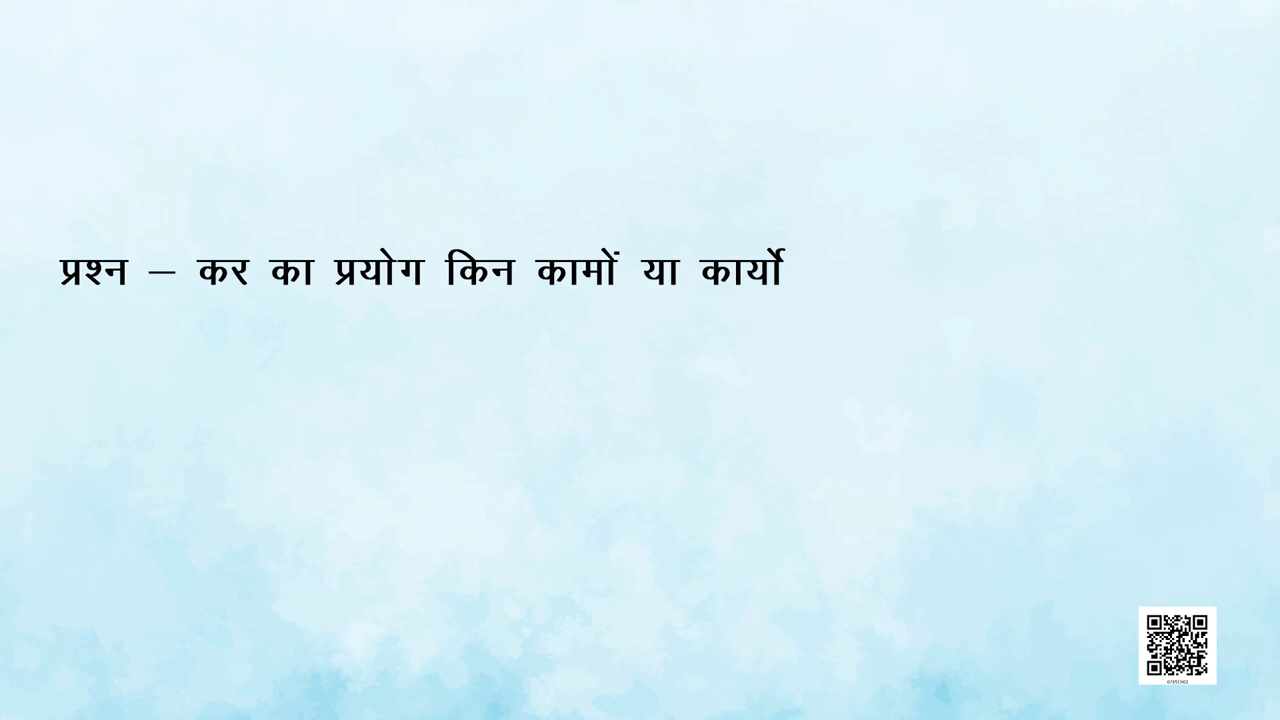 प्रश्न – कर का प्रयोग किन कामों या कार्यो